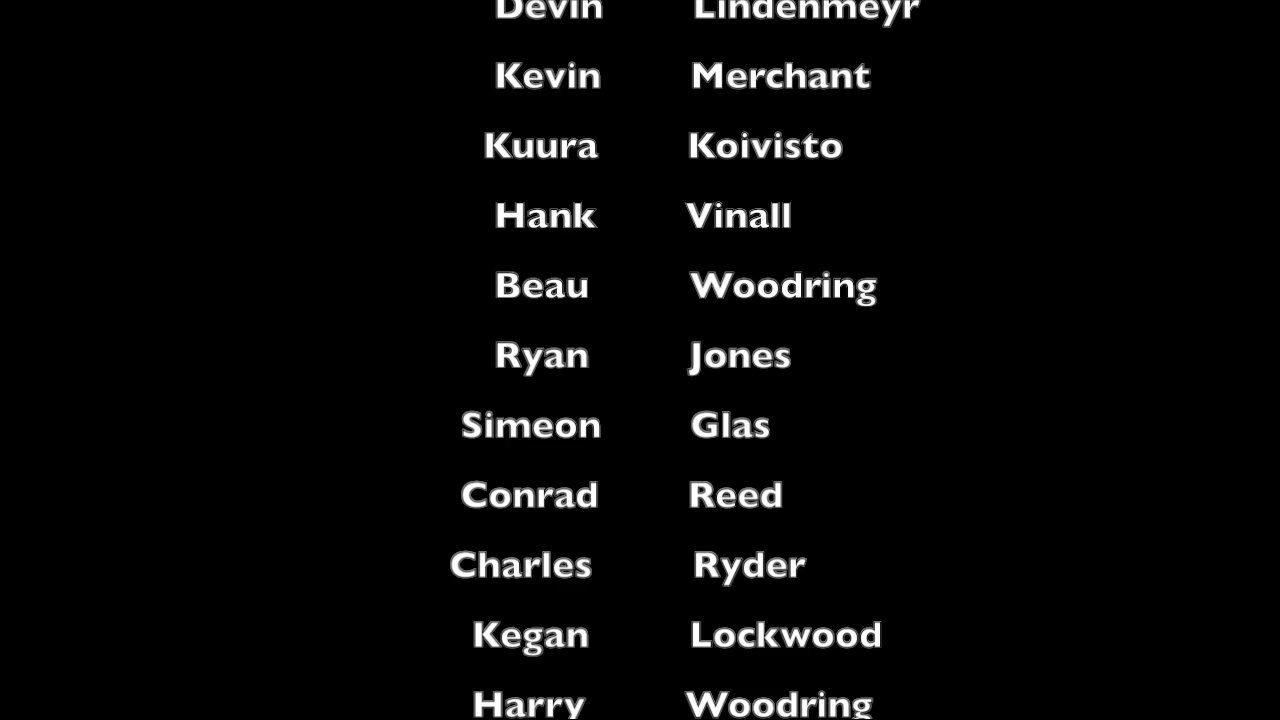 Devin Lindenmeyr
Kevin Merchant
Kuura Koivisto
Hank Vinall
Beau Woodring
Ryan Jones
Simeon Glas
Conrad Reed
Charles Ryder
Kegan Lockwood
Harry Woodring